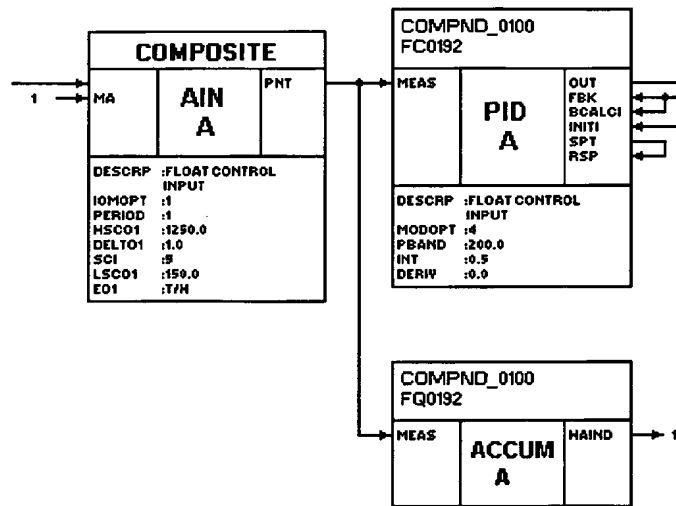 COMPOSITE
1
MA
AIN
A
PNT
DESCRP :FLOAT CONTROL
INPUT
IOMOPT :1
PERIOD :1
HSCO1 :1250.0
DELTO1 :1.0
SCI :5
LSCO1 :150.0
EO1 :T/H
COMPND_0100
FC0192
MEAS
PID
A
OUT
FBK
BCALCI
INITI
SPT
RSP
DESCRP :FLOAT CONTROL
INPUT
MODOPT :4
PBAND :200.0
INT :0.5
DERIV :0.0
COMPND_0100
FQ0192
MEAS
ACCUM
A
HAIND
1